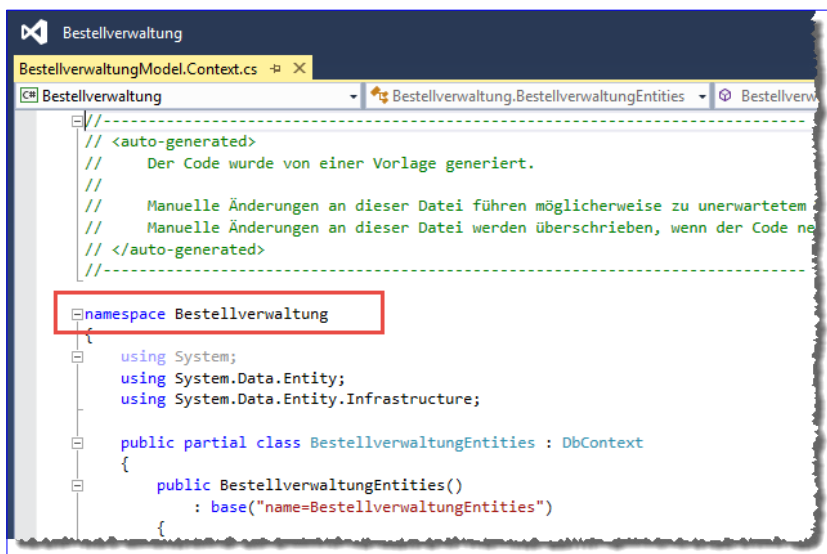 Bestellverwaltung
BestellverwaltungModel.Context.cs
C# Bestellverwaltung Bestellverwaltung.BestellverwaltungEntities
//------------------------------------------------------------------------------
// <auto-generated>
//     Der Code wurde von einer Vorlage generiert.
//
//     Manuelle Änderungen an dieser Datei führen möglicherweise zu unerwartetem
//     Manuelle Änderungen an dieser Datei werden überschrieben, wenn der Code
// </auto-generated>
//------------------------------------------------------------------------------
namespace Bestellverwaltung
{
using System;
using System.Data.Entity;
using System.Data.Entity.Infrastructure;
public partial class BestellverwaltungEntities : DbContext
{
public BestellverwaltungEntities()
: base("name=BestellverwaltungEntities")
{